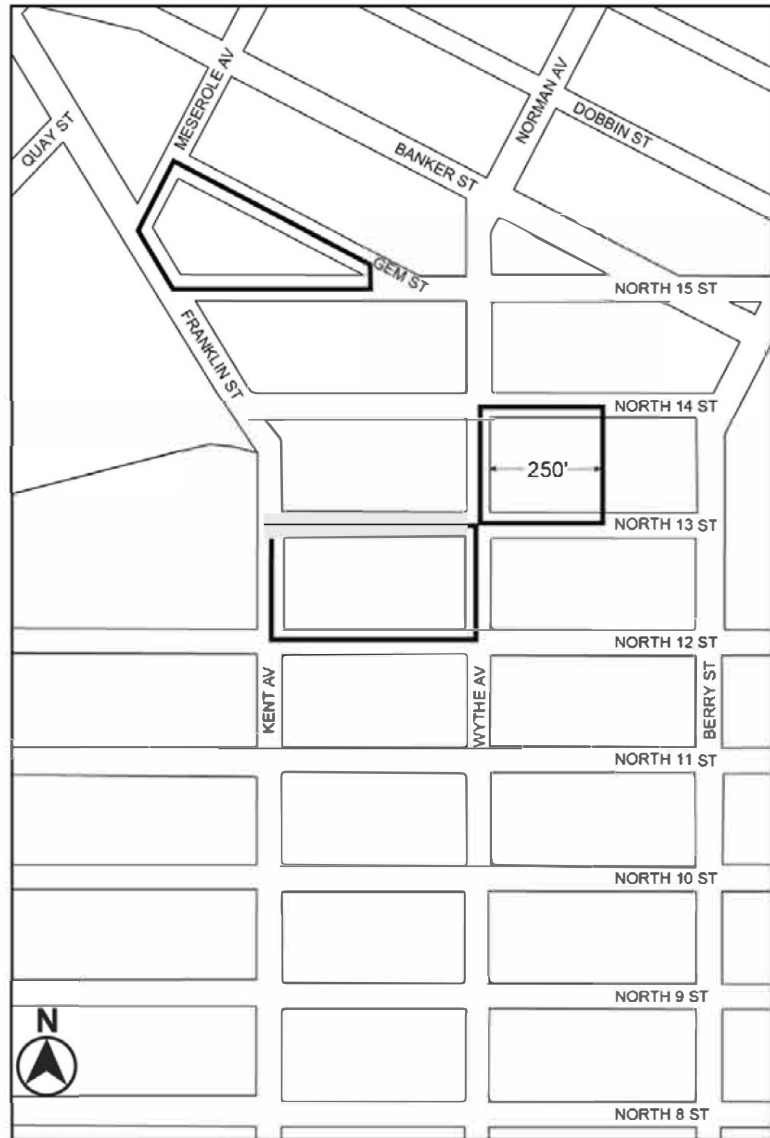 MESEROLE AV
NORMAN AV
DOBBIN ST
QUAY ST
BANKER ST
GEM ST
NORTH 15 ST
FRANKLIN ST
NORTH 14 ST
250'
NORTH 13 ST
NORTH 12 ST
KENT AV
WYTHE AV
BERRY ST
NORTH 11 ST
NORTH 10 ST
NORTH 9 ST
N
NORTH 8 ST